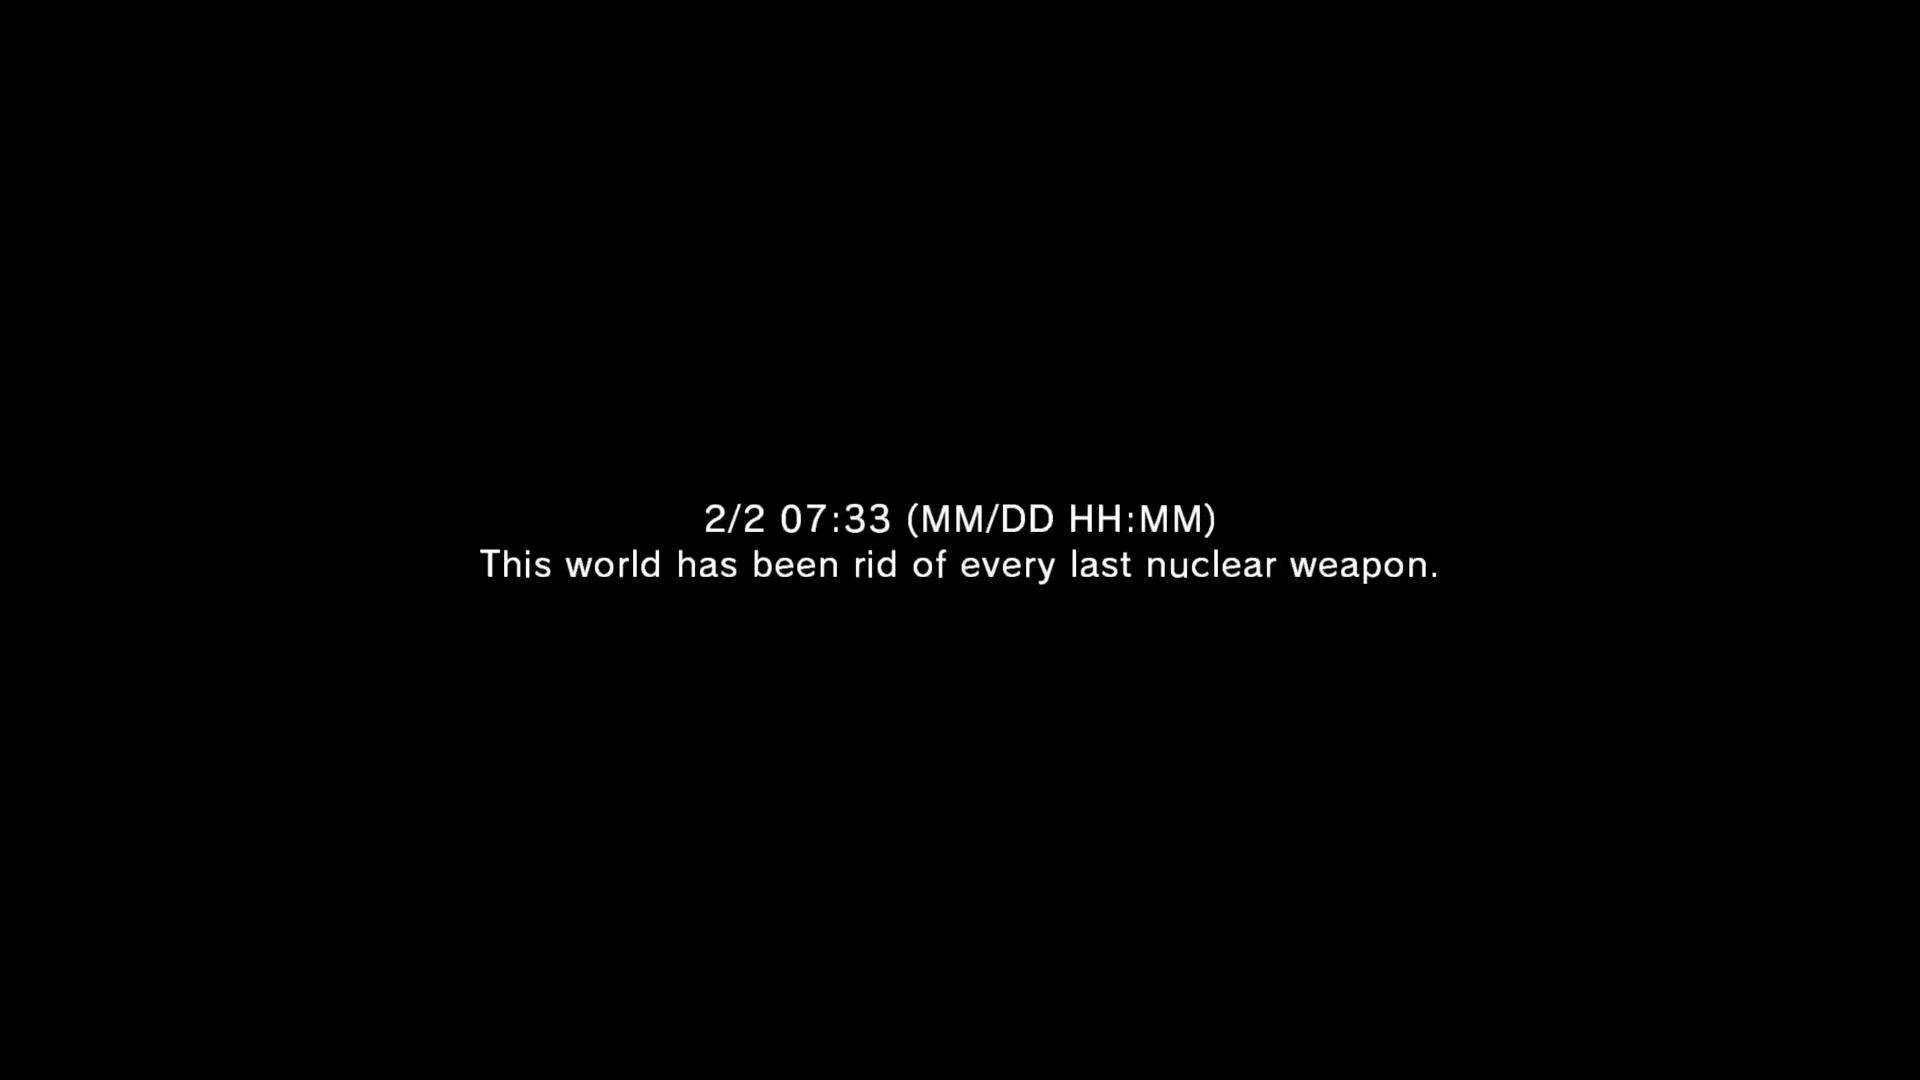 2/2 07:33 (MM/DD HH:MM)
This world has been rid of every last nuclear weapon.